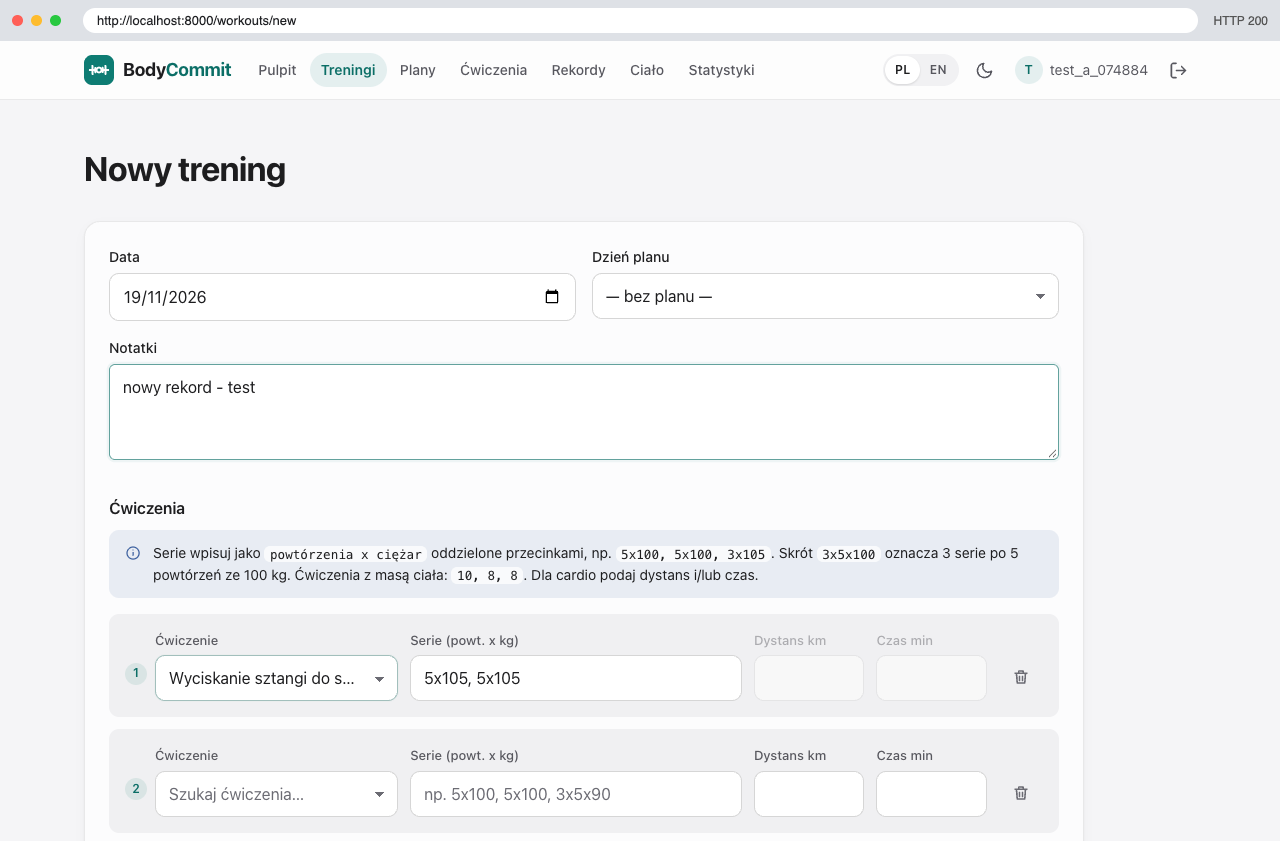 http://localhost:8000/workouts/new HTTP 200
BodyCommit Pulpit Treningi Plany Ćwiczenia Rekordy Ciało Statystyki PL EN T test_a_074884
Nowy trening
Data Dzień planu
19/11/2026 — bez planu —
Notatki
nowy rekord - test
Ćwiczenia
Serie wpisuj jako powtórzenia x ciężar oddzielone przecinkami, np. 5x100, 5x100, 3x105. Skrót 3x5x100 oznacza 3 serie po 5
powtórzeń ze 100 kg. Ćwiczenia z masą ciała: 10, 8, 8. Dla cardio podaj dystans i/lub czas.
Ćwiczenie Serie (powt. x kg) Dystans km Czas min
1 Wyciskanie sztangi do s... 5x105, 5x105
Ćwiczenie Serie (powt. x kg) Dystans km Czas min
2 Szukaj ćwiczenia... np. 5x100, 5x100, 3x5x90